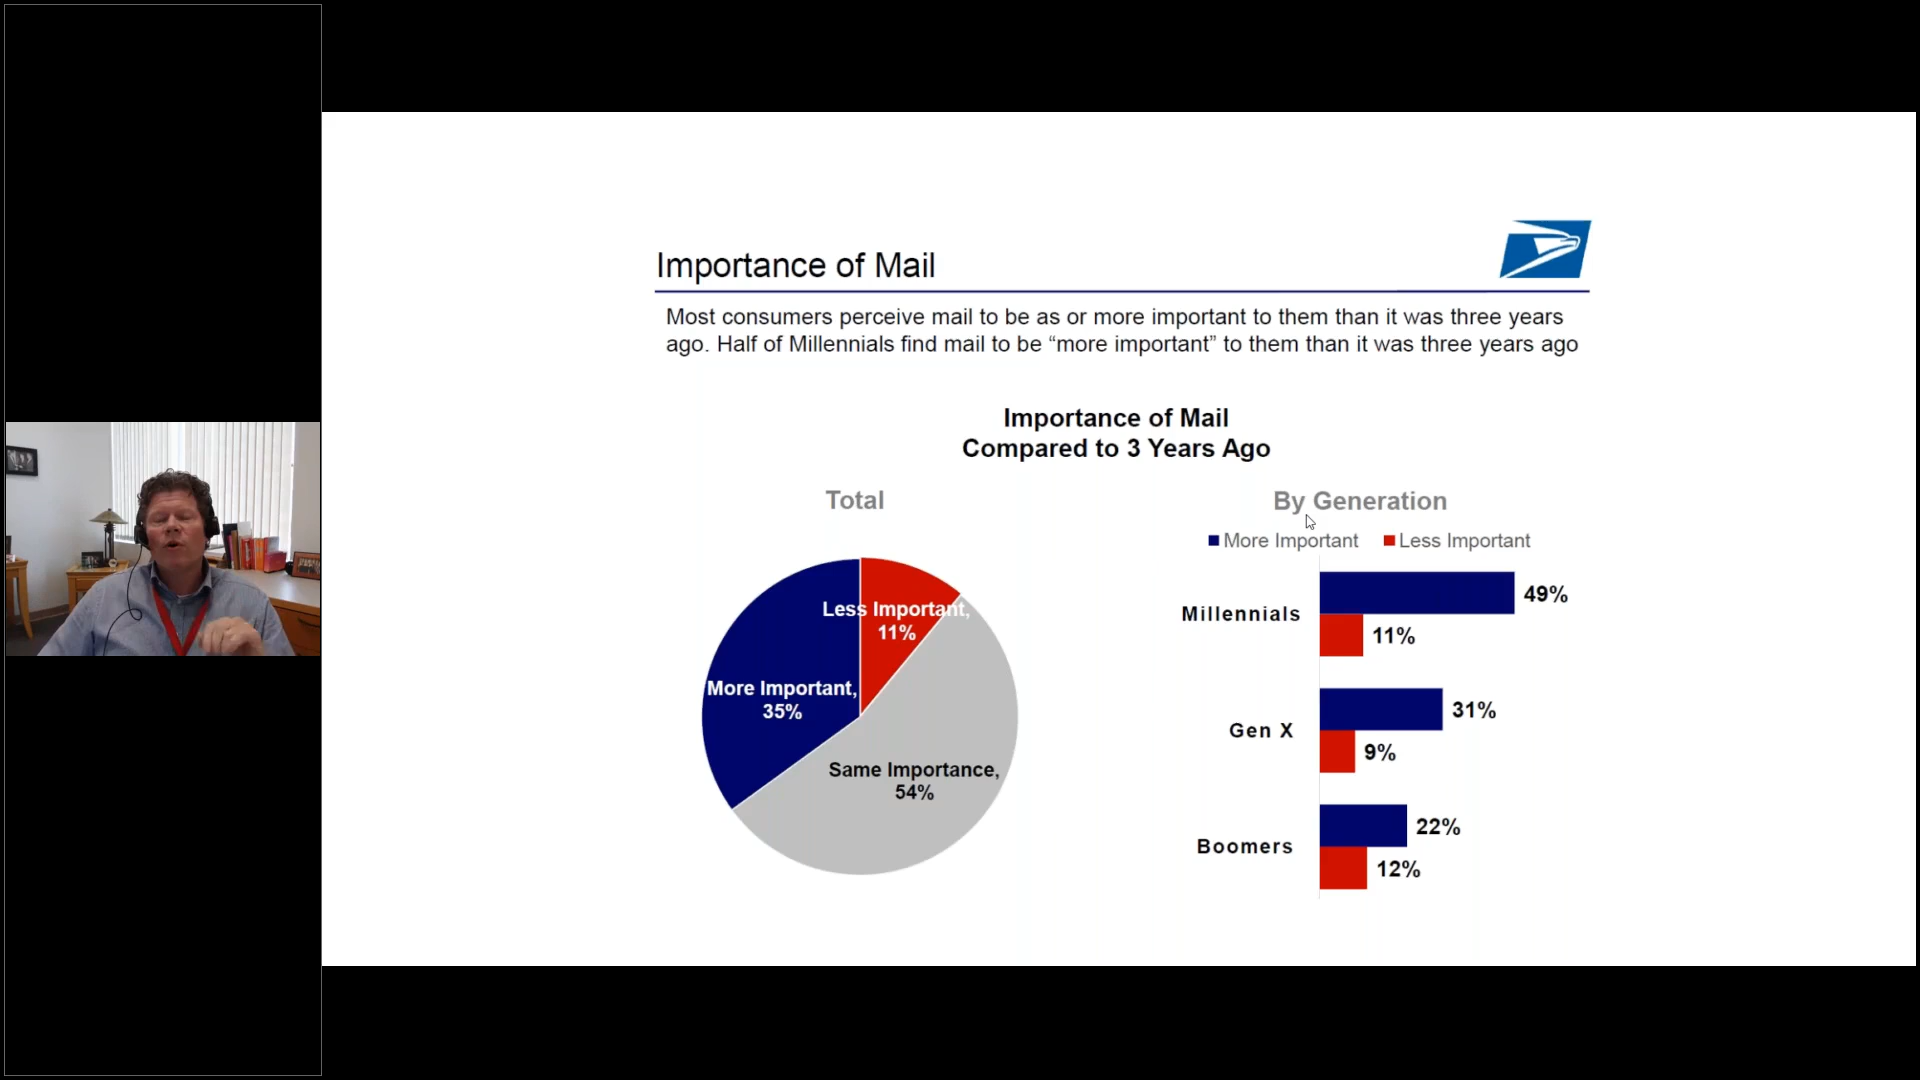 Importance of Mail
Most consumers perceive mail to be as or more important to them than it was three years
ago. Half of Millennials find mail to be “more important” to them than it was three years ago
Importance of Mail
Compared to 3 Years Ago
Total
Less Important,
11%
More Important,
35%
Same Importance,
54%
By Generation
More Important
Less Important
Millennials
49%
11%
Gen X
31%
9%
Boomers
22%
12%